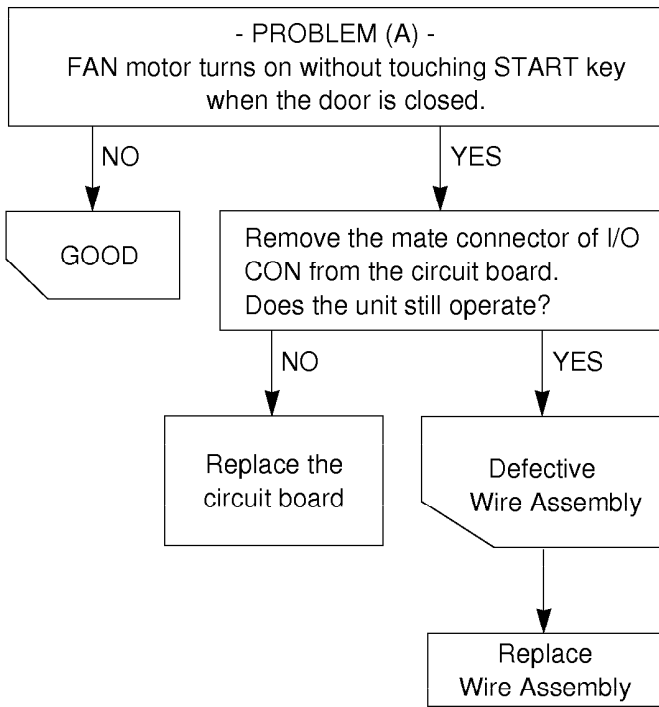 - PROBLEM (A) -
FAN motor turns on without touching START key
when the door is closed.
NO
YES
GOOD
Remove the mate connector of I/O
CON from the circuit board.
Does the unit still operate?
NO
YES
Replace the
circuit board
Defective
Wire Assembly
Replace
Wire Assembly